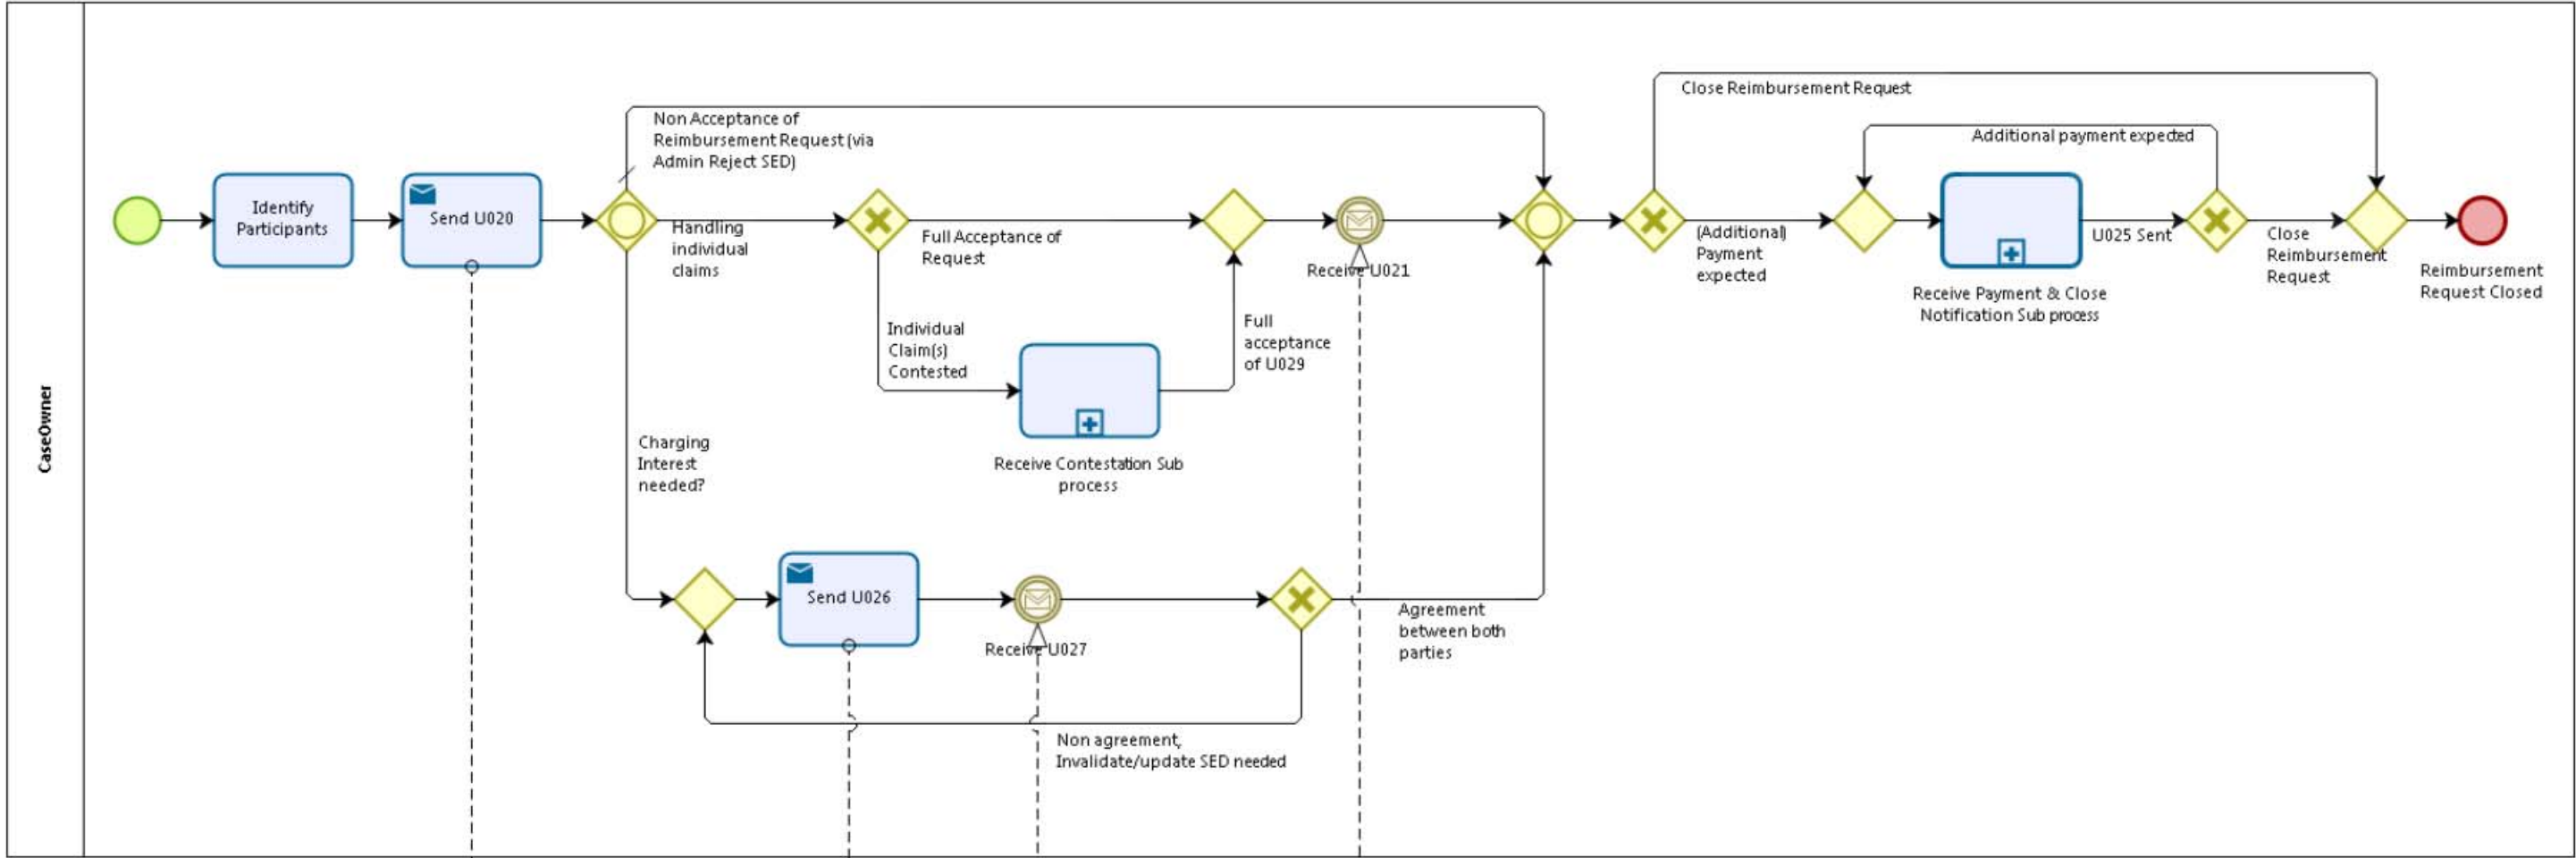 CaseOwner
Identify
Participants
Send U020
Non Acceptance of
Reimbursement Request (via
Admin Reject SED)
Handling
individual
claims
Full Acceptance of
Request
Individual
Claim(s)
Contested
Receive Contestation Sub
process
Full
acceptance
of U029
Receive U021
Charging
Interest
needed?
Send U026
Receive U027
Non agreement,
Invalidate/update SED needed
Agreement
between both
parties
Close Reimbursement Request
Additional payment expected
(Additional)
Payment
expected
Receive Payment & Close
Notification Sub process
U025 Sent
Close
Reimbursement
Request
Reimbursement
Request Closed